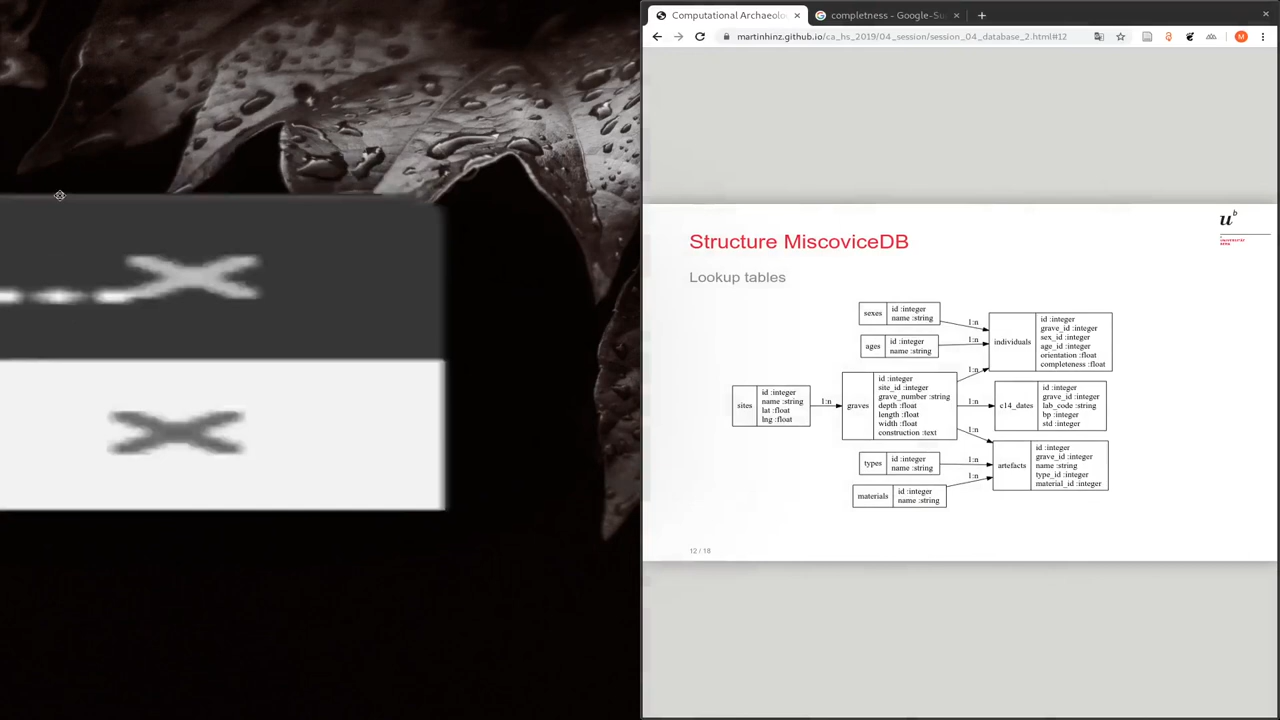 Computational Archaeolo
completness - Google-Su
martinhinz.github.io/ca_hs_2019/04_session/session_04_database_2.html#12
M
u b
Structure MiscoviceDB
Lookup tables
sexes
id :integer
name :string
1:n
ages
id :integer
name :string
1:n
individuals
id :integer
grave_id :integer
sex_id :integer
age_id :integer
orientation :float
completeness :float
1:n
sites
id :integer
name :string
lat :float
lng :float
1:n
graves
id :integer
site_id :integer
grave_number :string
depth :float
length :float
width :float
construction :text
1:n
c14_dates
id :integer
grave_id :integer
lab_code :string
bp :integer
std :integer
1:n
types
id :integer
name :string
1:n
artefacts
id :integer
grave_id :integer
name :string
type_id :integer
material_id :integer
materials
id :integer
name :string
1:n
12 / 18